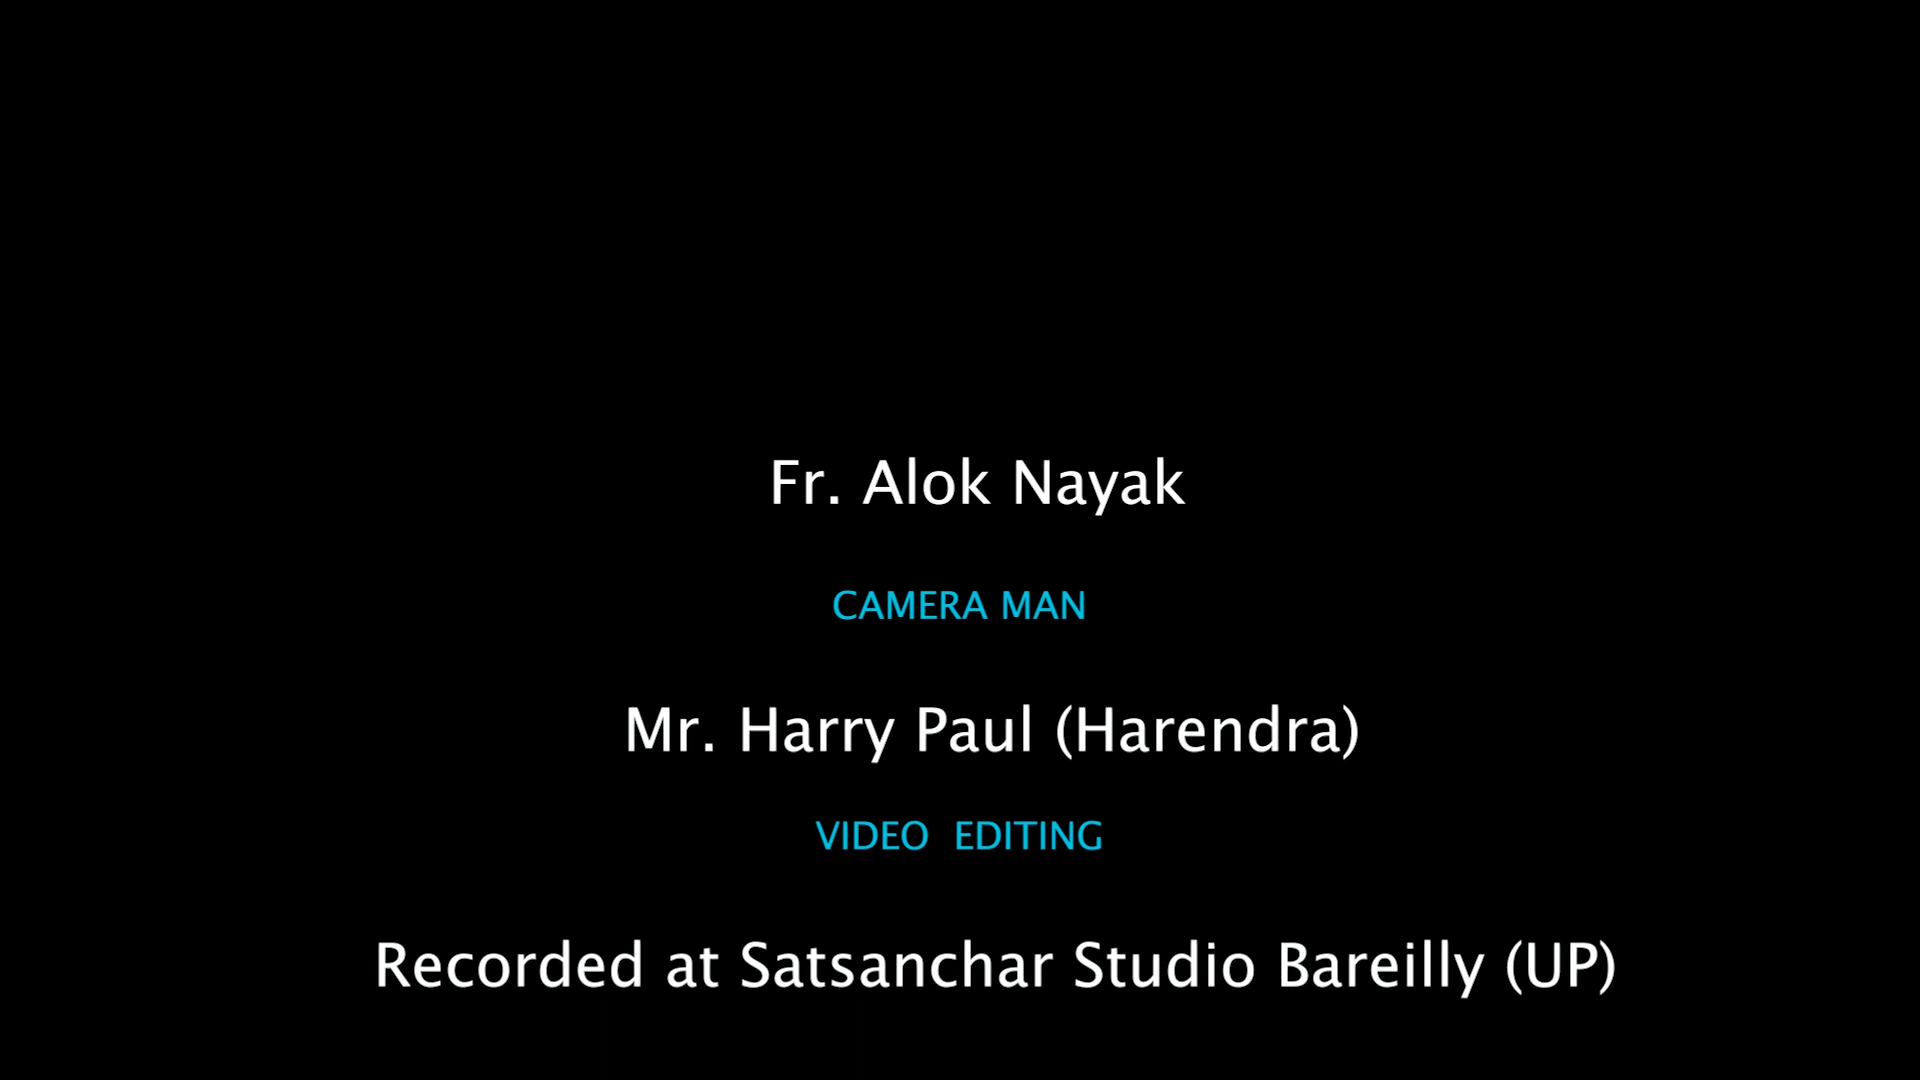 Fr. Alok Nayak
CAMERA MAN
Mr. Harry Paul (Harendra)
VIDEO  EDITING
Recorded at Satsanchar Studio Bareilly (UP)